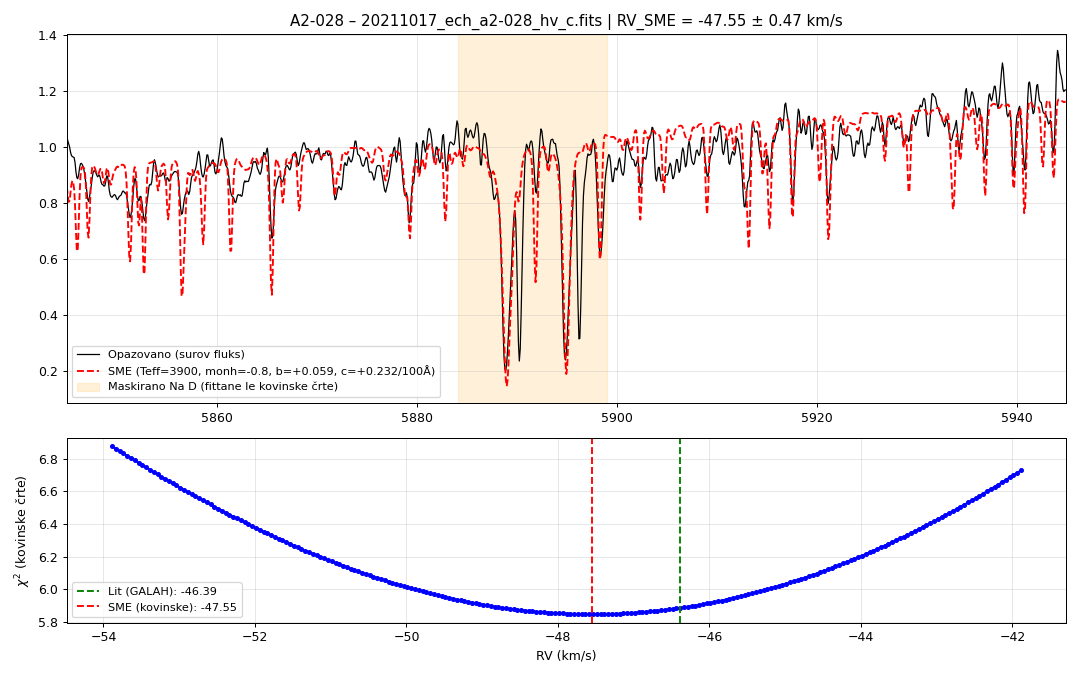 A2-028 – 20211017_ech_a2-028_hv_c.fits | RV_SME = -47.55 ± 0.47 km/s
1.4
1.2
1.0
0.8
0.6
0.4
0.2
Opazovano (surov fluks)
SME (Teff=3900, monh=-0.8, b=+0.059, c=+0.232/100Å)
Maskirano Na D (fittane le kovinske črte)
5860 5880 5900 5920 5940
χ² (kovinske črte)
6.8
6.6
6.4
6.2
6.0
5.8
Lit (GALAH): -46.39
SME (kovinske): -47.55
−54 −52 −50 −48 −46 −44 −42
RV (km/s)